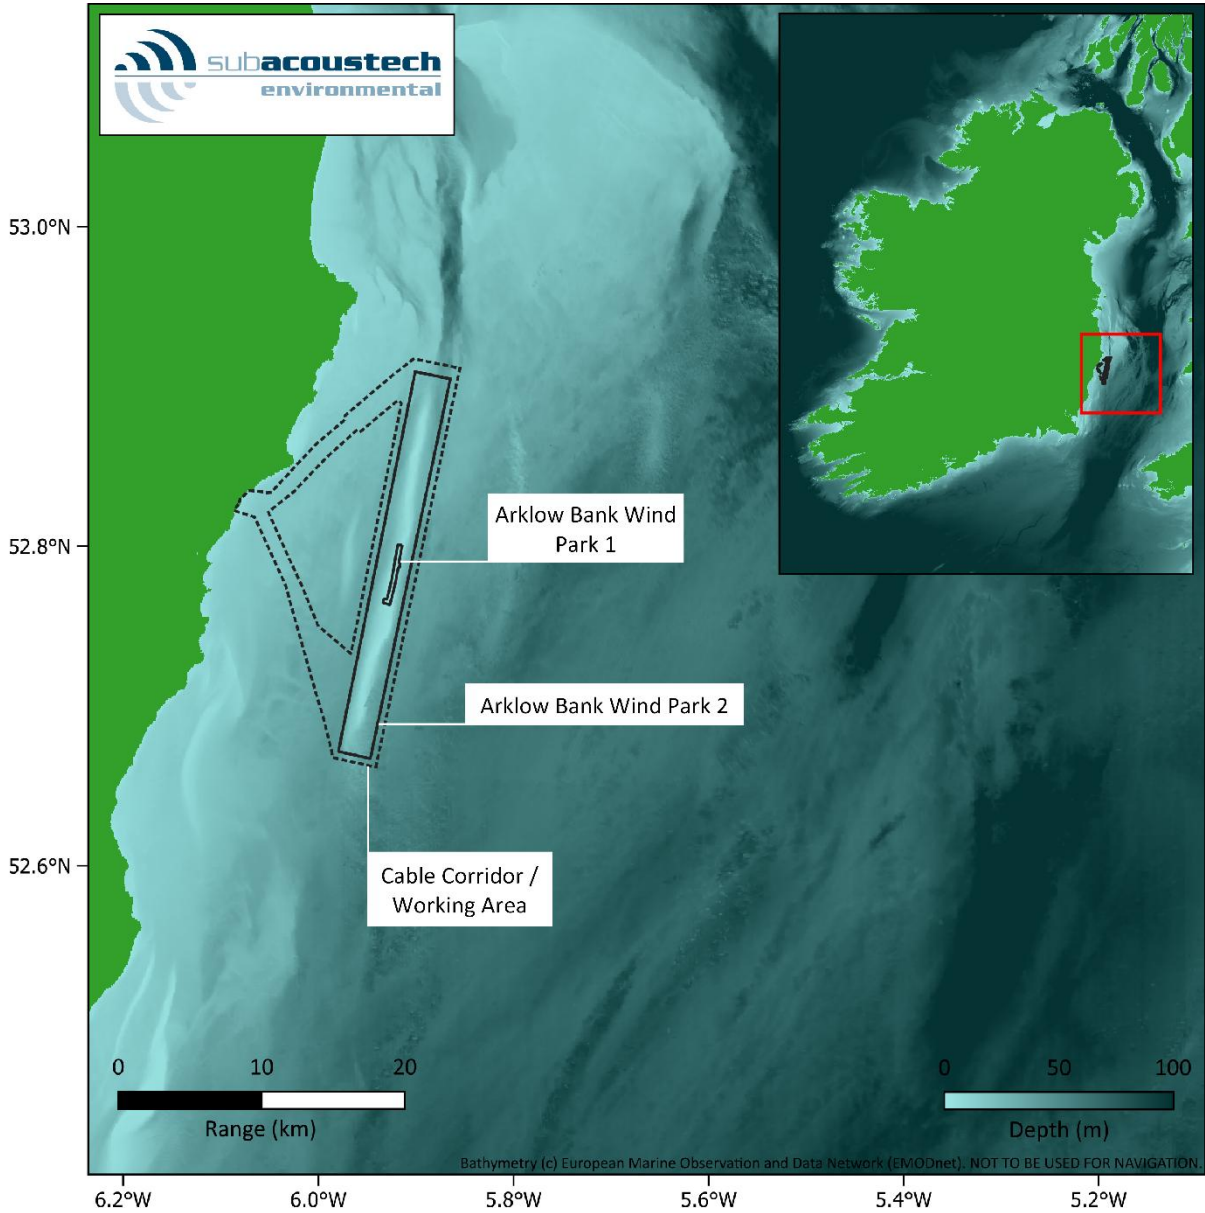 subacoustech
environmental
53.0°N
52.8°N
52.6°N
Arklow Bank Wind
Park 1
Arklow Bank Wind Park 2
Cable Corridor /
Working Area
0 10 20
Range (km)
0 50 100
Depth (m)
Bathymetry (c) European Marine Observation and Data Network (EMODnet). NOT TO BE USED FOR NAVIGATION.
6.2°W 6.0°W 5.8°W 5.6°W 5.4°W 5.2°W